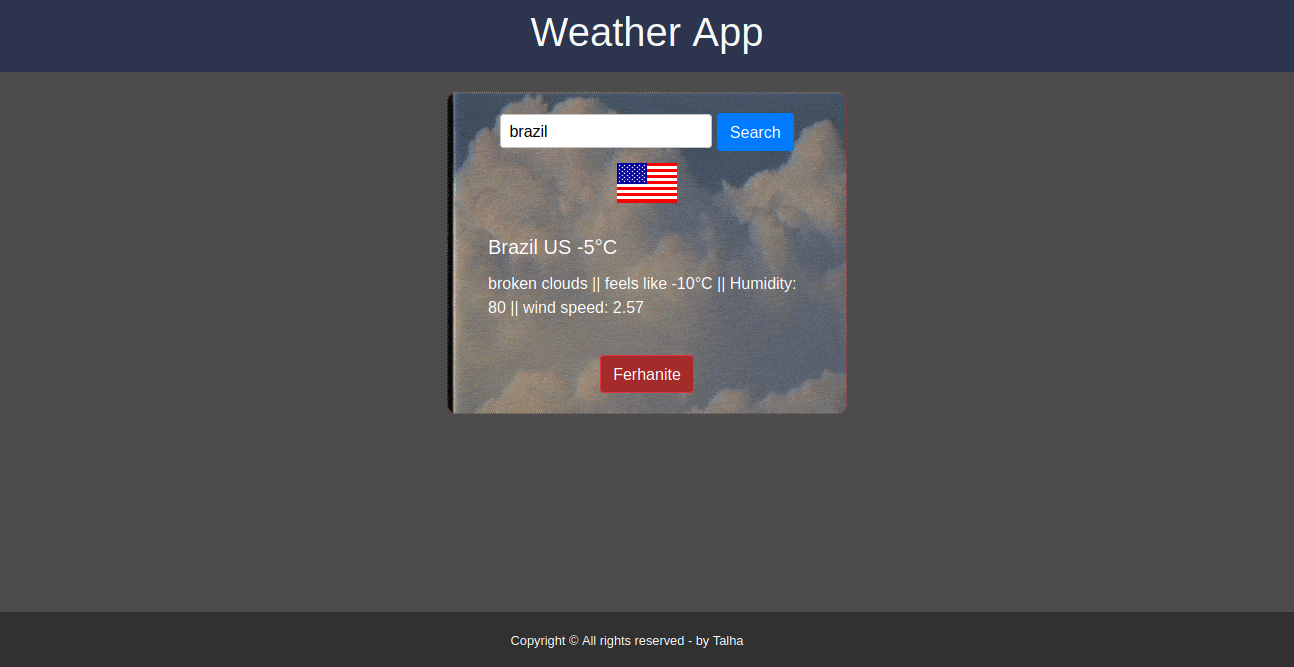 Weather App
brazil
Search
Brazil US -5°C
broken clouds || feels like -10°C || Humidity:
80 || wind speed: 2.57
Ferhanite
Copyright © All rights reserved - by Talha